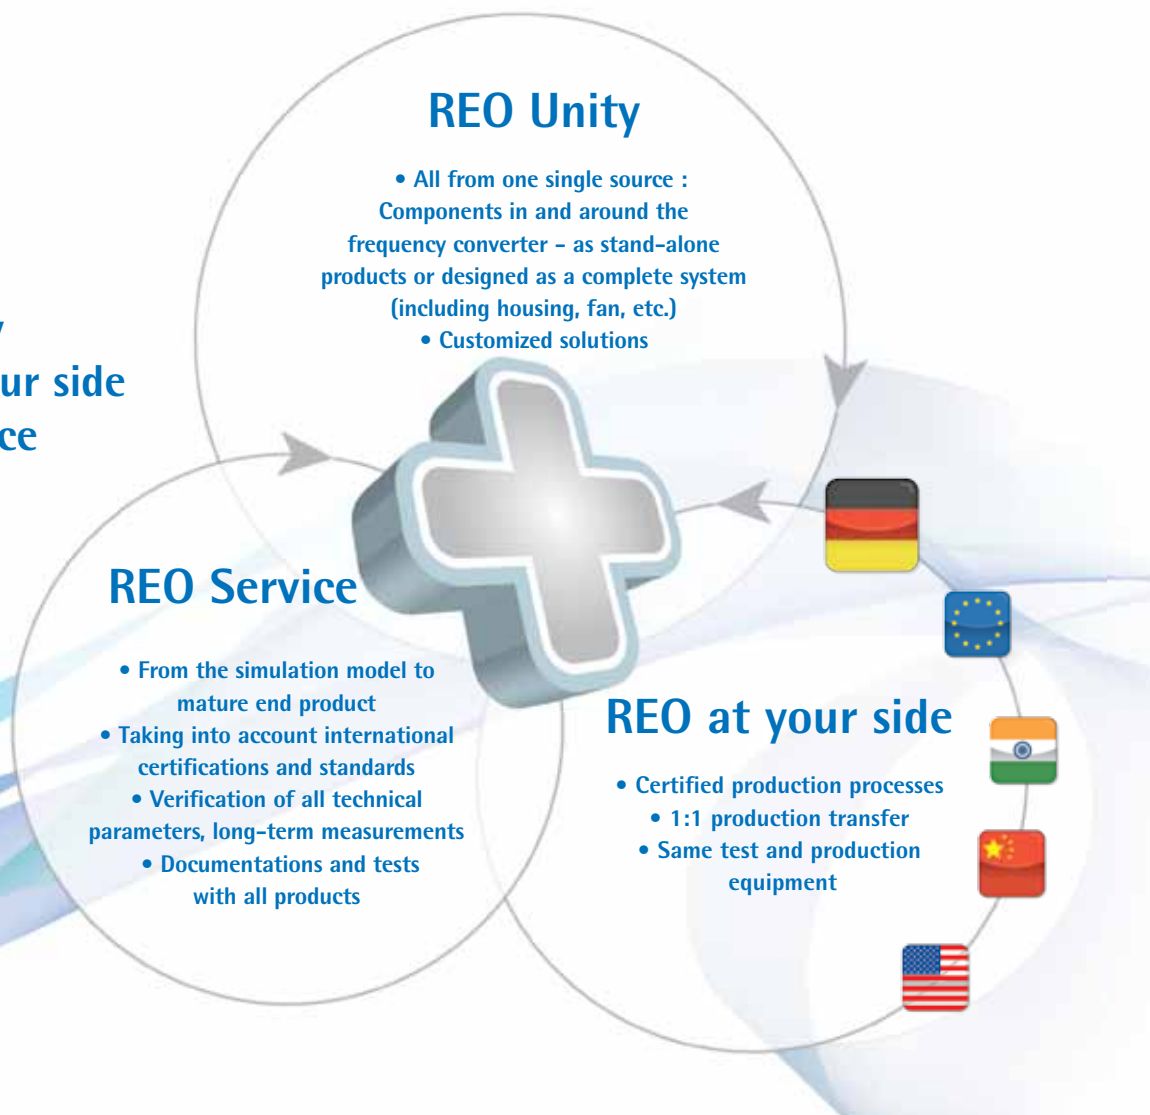 REO Unity
• All from one single source :
Components in and around the
frequency converter - as stand-alone
products or designed as a complete system
(including housing, fan, etc.)
• Customized solutions
ur side
ce
REO Service
• From the simulation model to
mature end product
• Taking into account international
certifications and standards
• Verification of all technical
parameters, long-term measurements
• Documentations and tests
with all products
REO at your side
• Certified production processes
• 1:1 production transfer
• Same test and production
equipment